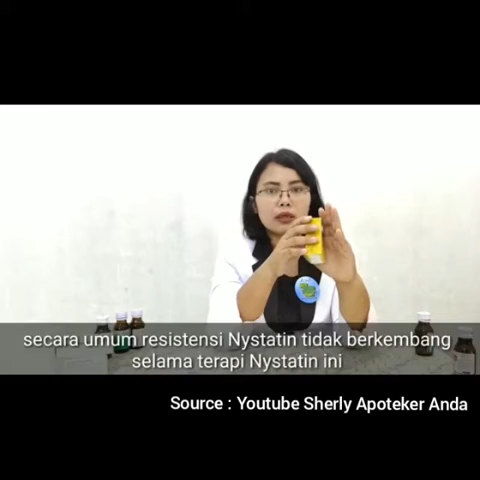 secara umum resistensi Nystatin tidak berkembang
selama terapi Nystatin ini
Source : Youtube Sherly Apoteker Anda